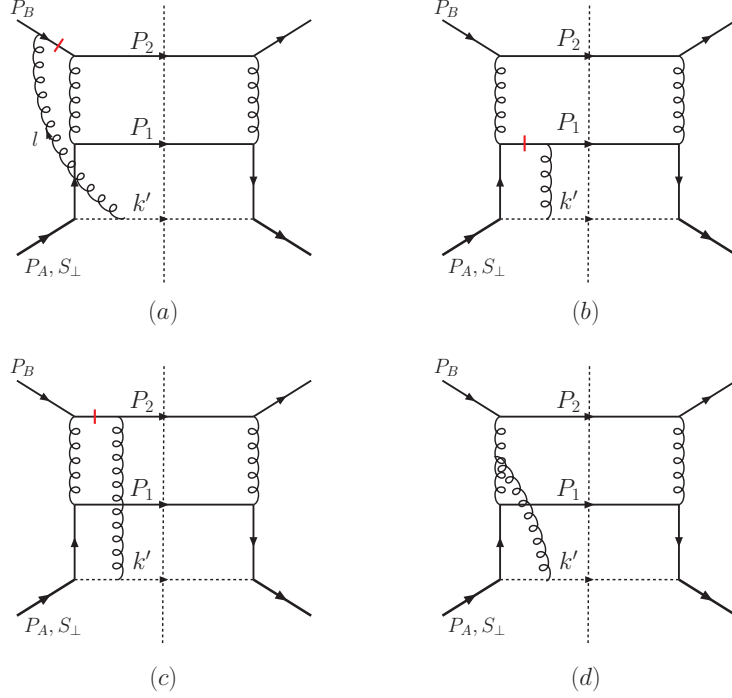 P_B
P_2
P_1
l
k′
P_A, S_⊥
(a)
P_B
P_2
P_1
k′
P_A, S_⊥
(b)
P_B
P_2
P_1
k′
P_A, S_⊥
(c)
P_B
P_2
P_1
k′
P_A, S_⊥
(d)